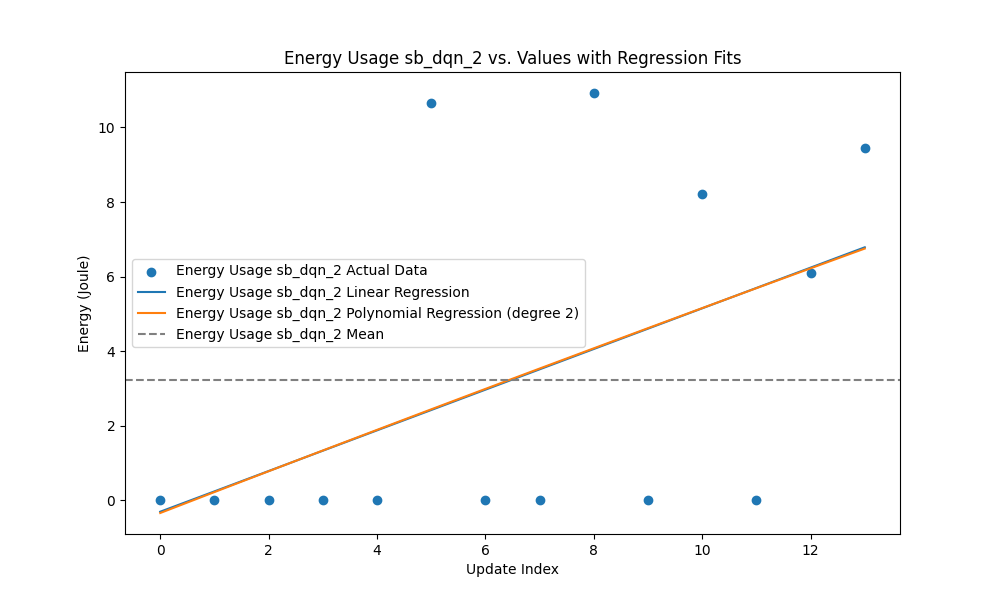 Energy Usage sb_dqn_2 vs. Values with Regression Fits
Energy (Joule)
10
8
6
4
2
0
Energy Usage sb_dqn_2 Actual Data
Energy Usage sb_dqn_2 Linear Regression
Energy Usage sb_dqn_2 Polynomial Regression (degree 2)
Energy Usage sb_dqn_2 Mean
0 2 4 6 8 10 12
Update Index